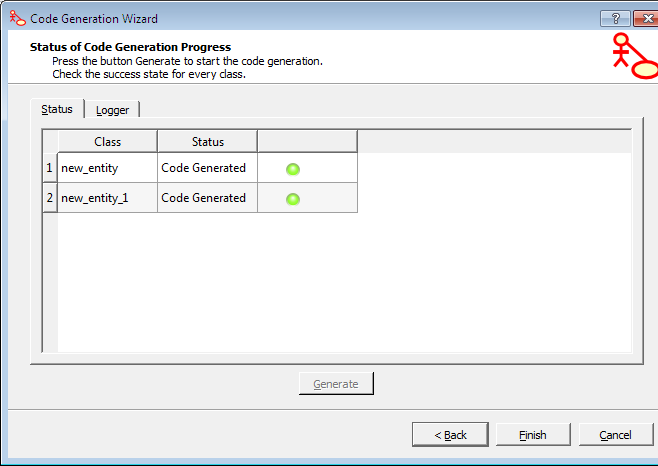 Code Generation Wizard
?
Status of Code Generation Progress
Press the button Generate to start the code generation.
Check the success state for every class.
Status Logger
Class Status
1 new_entity Code Generated
2 new_entity_1 Code Generated
Generate
< Back Finish Cancel